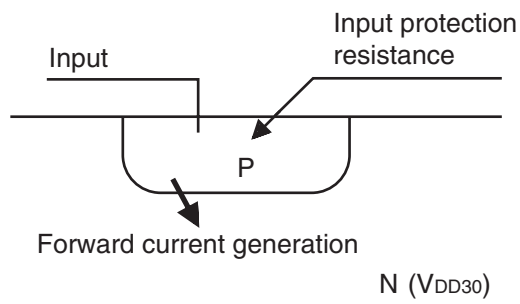 Input protection
resistance
Input
P
Forward current generation
N (VDD30)